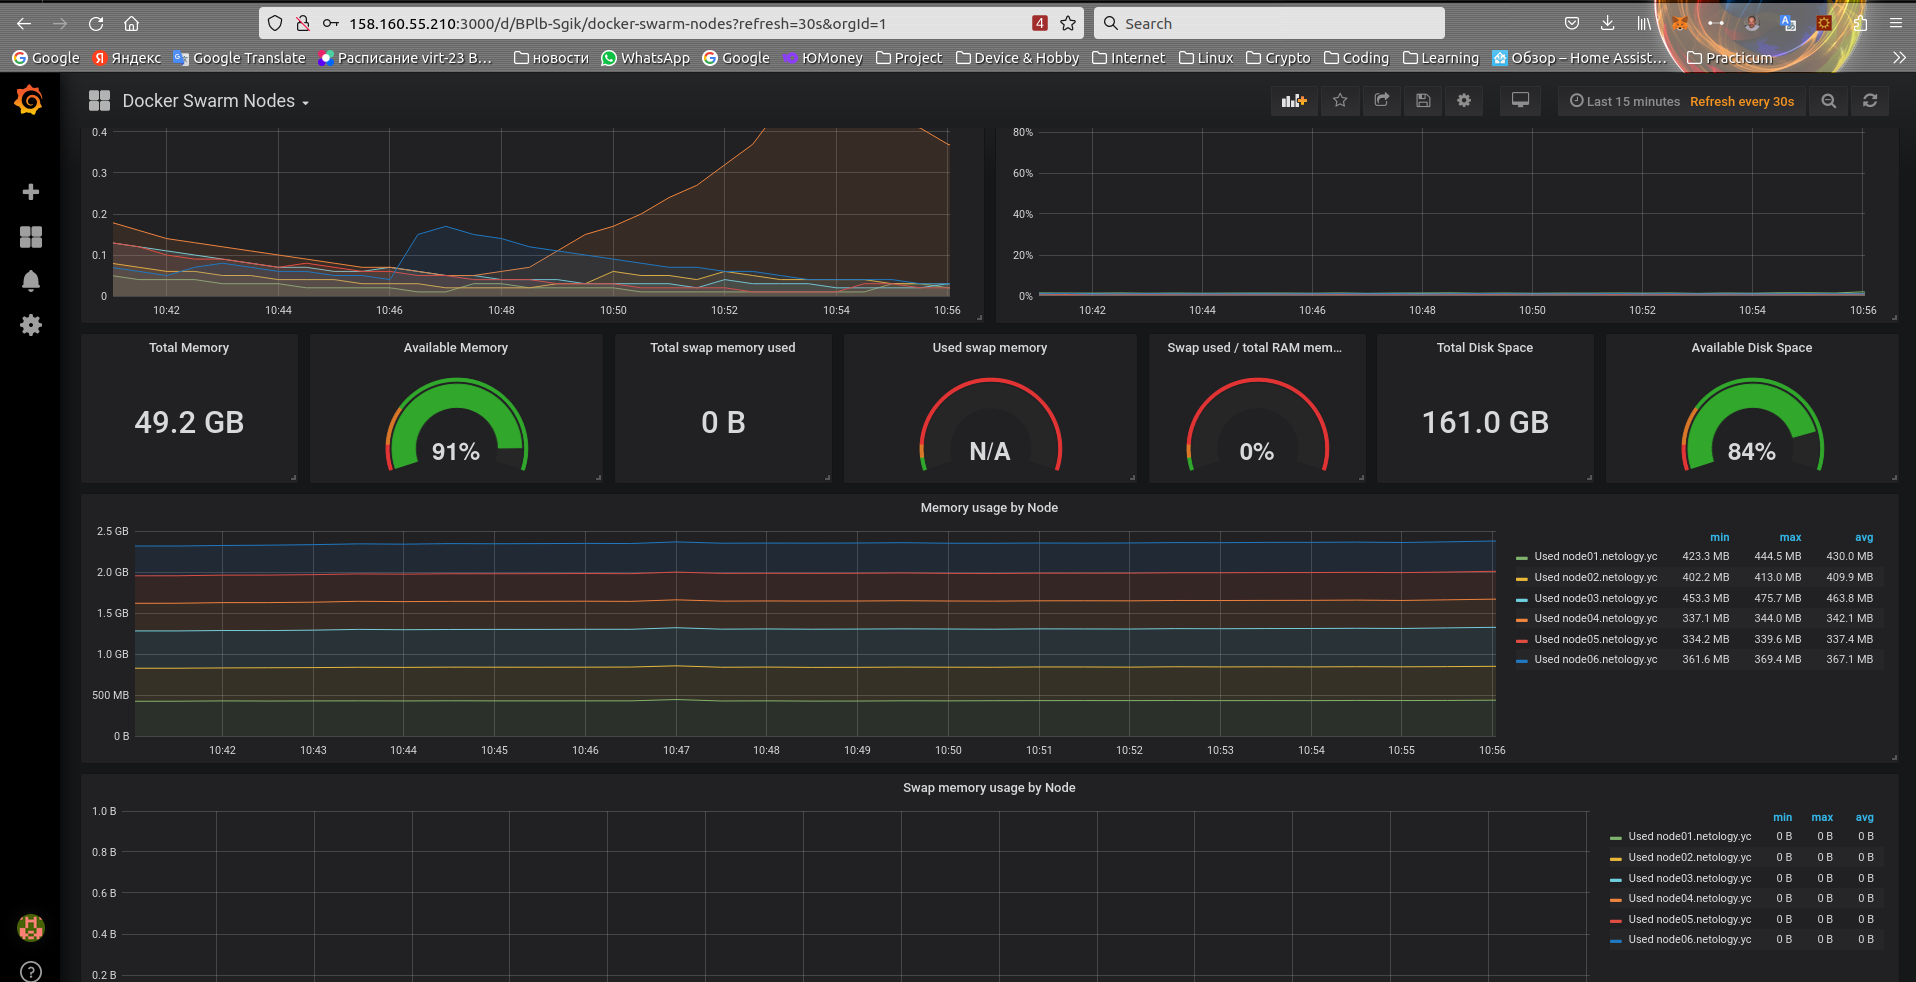 158.160.55.210:3000/d/BPlb-Sgik/docker-swarm-nodes?refresh=30s&orgId=1
4
Search
Google
Яндекс
Google Translate
Расписание virt-23 В…
новости
WhatsApp
Google
ЮMoney
Project
Device & Hobby
Internet
Linux
Crypto
Coding
Learning
Обзор – Home Assist…
Practicum
Docker Swarm Nodes
Last 15 minutes Refresh every 30s
0.4
0.3
0.2
0.1
0
10:42 10:44 10:46 10:48 10:50 10:52 10:54 10:56
80%
60%
40%
20%
0%
10:42 10:44 10:46 10:48 10:50 10:52 10:54 10:56
Total Memory
49.2 GB
Available Memory
91%
Total swap memory used
0 B
Used swap memory
N/A
Swap used / total RAM mem…
0%
Total Disk Space
161.0 GB
Available Disk Space
84%
Memory usage by Node
2.5 GB
2.0 GB
1.5 GB
1.0 GB
500 MB
0 B
10:42 10:43 10:44 10:45 10:46 10:47 10:48 10:49 10:50 10:51 10:52 10:53 10:54 10:55 10:56
min max avg
Used node01.netology.yc 423.3 MB 444.5 MB 430.0 MB
Used node02.netology.yc 402.2 MB 413.0 MB 409.9 MB
Used node03.netology.yc 453.3 MB 475.7 MB 463.8 MB
Used node04.netology.yc 337.1 MB 344.0 MB 342.1 MB
Used node05.netology.yc 334.2 MB 339.6 MB 337.4 MB
Used node06.netology.yc 361.6 MB 369.4 MB 367.1 MB
Swap memory usage by Node
1.0 B
0.8 B
0.6 B
0.4 B
0.2 B
min max avg
Used node01.netology.yc 0 B 0 B 0 B
Used node02.netology.yc 0 B 0 B 0 B
Used node03.netology.yc 0 B 0 B 0 B
Used node04.netology.yc 0 B 0 B 0 B
Used node05.netology.yc 0 B 0 B 0 B
Used node06.netology.yc 0 B 0 B 0 B